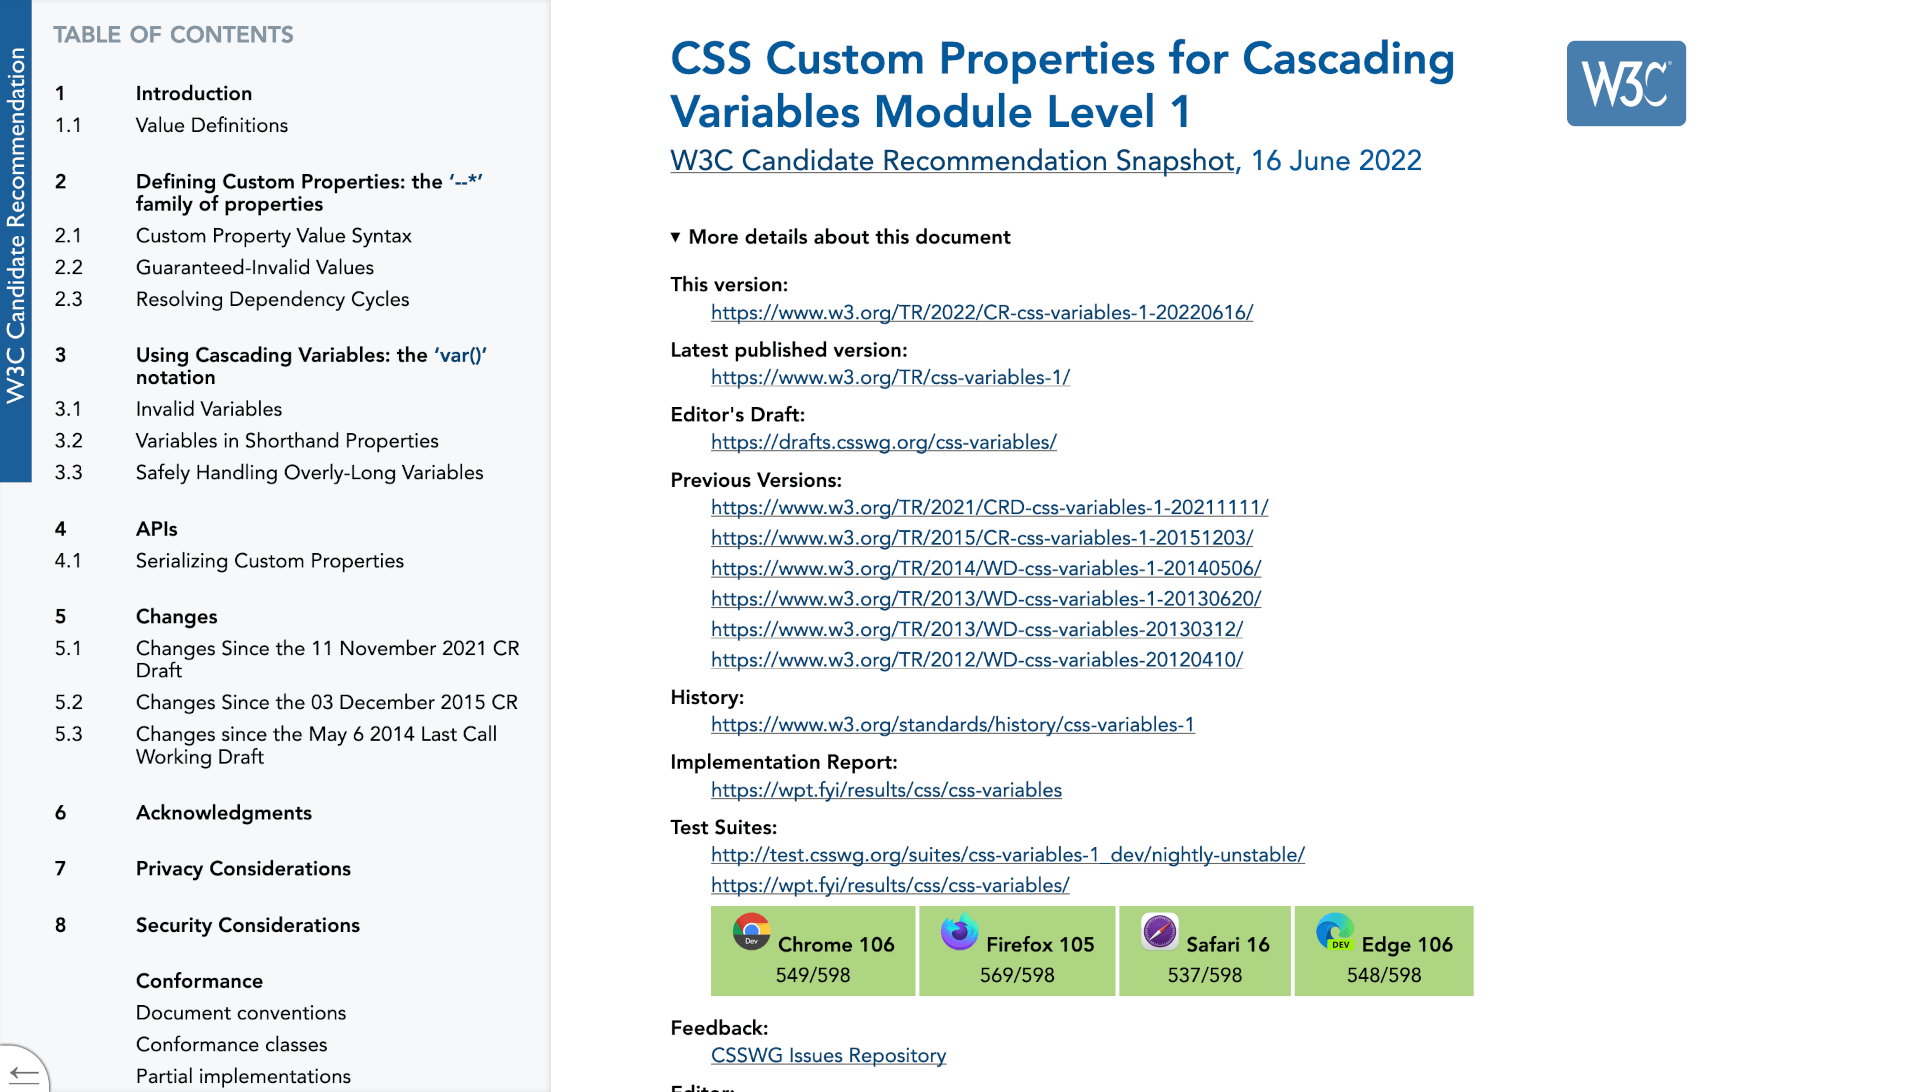 W3C Candidate Recommendation
TABLE OF CONTENTS
1 Introduction
1.1 Value Definitions
2 Defining Custom Properties: the ‘--*’
family of properties
2.1 Custom Property Value Syntax
2.2 Guaranteed-Invalid Values
2.3 Resolving Dependency Cycles
3 Using Cascading Variables: the ‘var()’
notation
3.1 Invalid Variables
3.2 Variables in Shorthand Properties
3.3 Safely Handling Overly-Long Variables
4 APIs
4.1 Serializing Custom Properties
5 Changes
5.1 Changes Since the 11 November 2021 CR
Draft
5.2 Changes Since the 03 December 2015 CR
5.3 Changes since the May 6 2014 Last Call
Working Draft
6 Acknowledgments
7 Privacy Considerations
8 Security Considerations
Conformance
Document conventions
Conformance classes
Partial implementations
CSS Custom Properties for Cascading
Variables Module Level 1
W3C Candidate Recommendation Snapshot, 16 June 2022
W3C®
▼ More details about this document
This version:
https://www.w3.org/TR/2022/CR-css-variables-1-20220616/
Latest published version:
https://www.w3.org/TR/css-variables-1/
Editor's Draft:
https://drafts.csswg.org/css-variables/
Previous Versions:
https://www.w3.org/TR/2021/CRD-css-variables-1-20211111/
https://www.w3.org/TR/2015/CR-css-variables-1-20151203/
https://www.w3.org/TR/2014/WD-css-variables-1-20140506/
https://www.w3.org/TR/2013/WD-css-variables-1-20130620/
https://www.w3.org/TR/2013/WD-css-variables-20130312/
https://www.w3.org/TR/2012/WD-css-variables-20120410/
History:
https://www.w3.org/standards/history/css-variables-1
Implementation Report:
https://wpt.fyi/results/css/css-variables
Test Suites:
http://test.csswg.org/suites/css-variables-1_dev/nightly-unstable/
https://wpt.fyi/results/css/css-variables/
Dev Chrome 106
549/598
Firefox 105
569/598
Safari 16
537/598
DEV Edge 106
548/598
Feedback:
CSSWG Issues Repository
Editor: